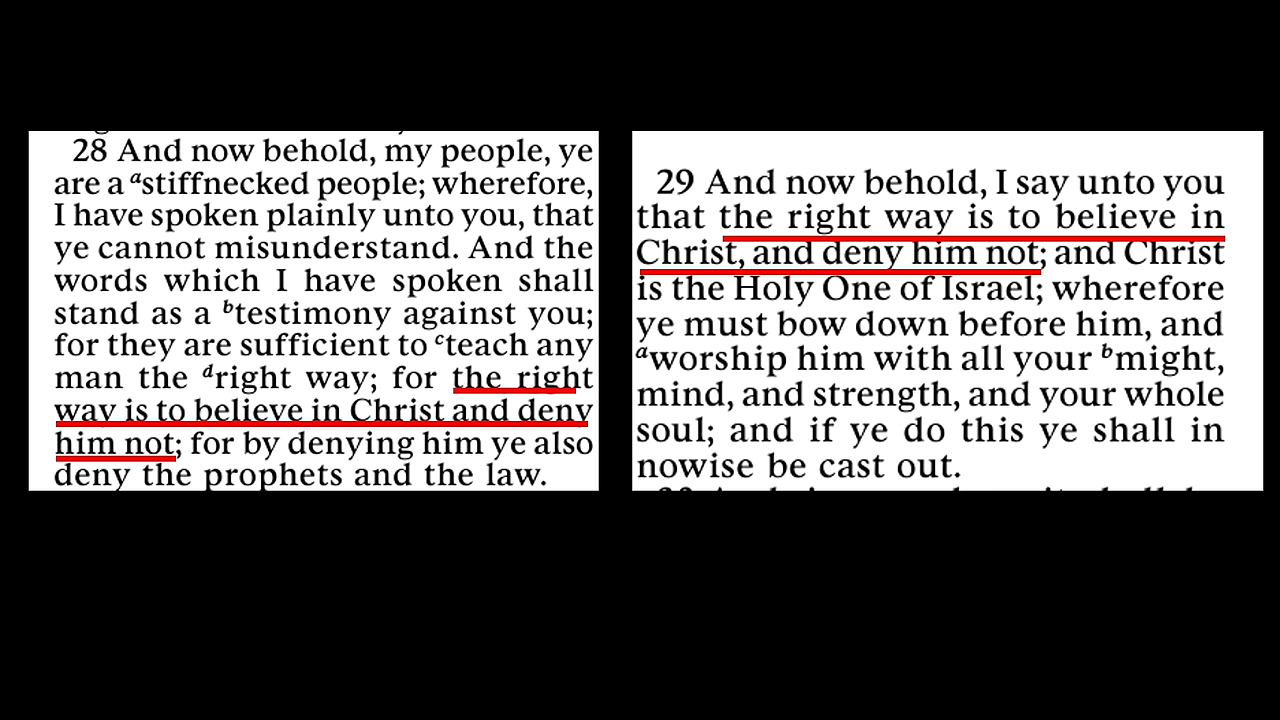 28 And now behold, my people, ye
are a ᵃstiffnecked people; wherefore,
I have spoken plainly unto you, that
ye cannot misunderstand. And the
words which I have spoken shall
stand as a ᵇtestimony against you;
for they are sufficient to ᶜteach any
man the ᵈright way; for the right
way is to believe in Christ and deny
him not; for by denying him ye also
deny the prophets and the law.
29 And now behold, I say unto you
that the right way is to believe in
Christ, and deny him not; and Christ
is the Holy One of Israel; wherefore
ye must bow down before him, and
ᵃworship him with all your ᵇmight,
mind, and strength, and your whole
soul; and if ye do this ye shall in
nowise be cast out.